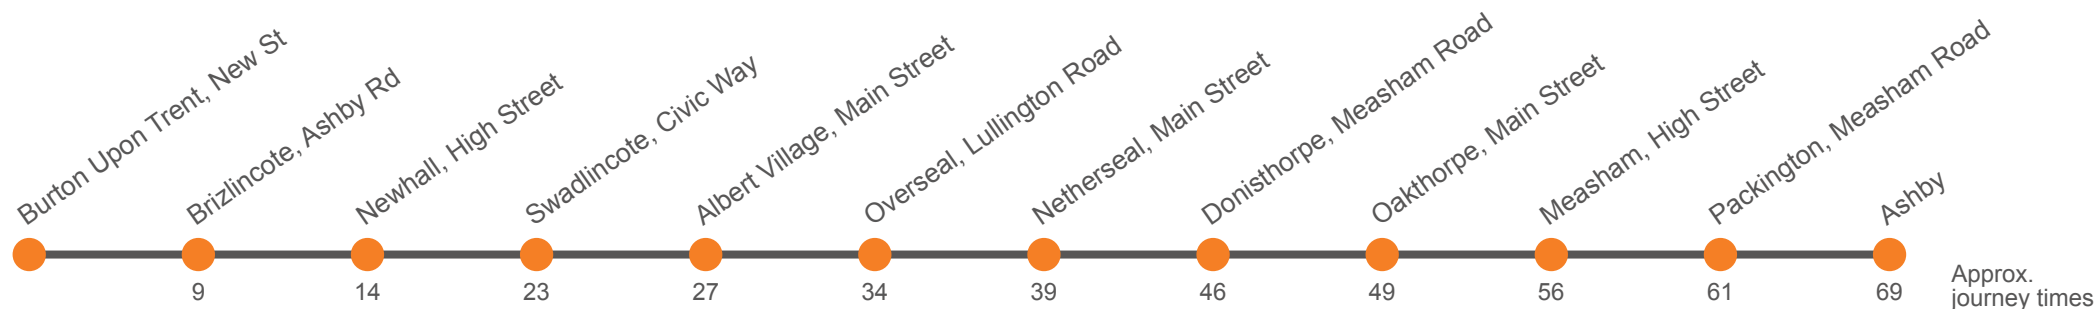 Burton Upon Trent, New St
Brizlincote, Ashby Rd
Newhall, High Street
Swadlincote, Civic Way
Albert Village, Main Street
Overseal, Lullington Road
Netherseal, Main Street
Donisthorpe, Measham Road
Oakthorpe, Main Street
Measham, High Street
Packington, Measham Road
Ashby
9
14
23
27
34
39
46
49
56
61
69
Approx.
journey times